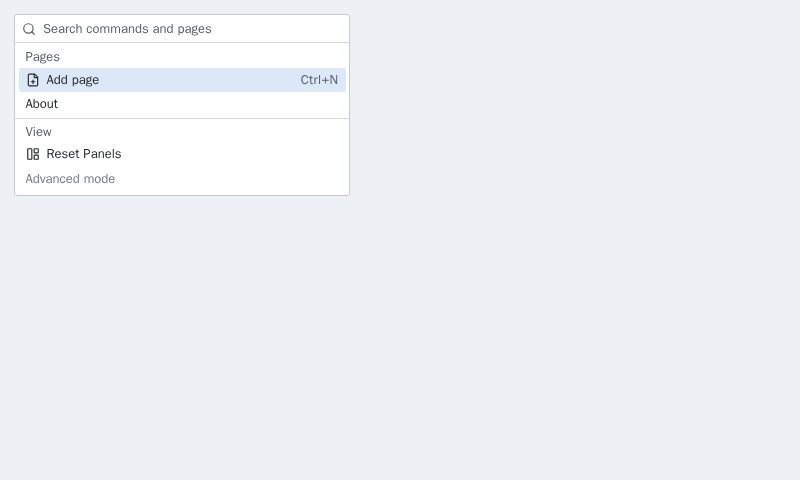 Search commands and pages
Pages
Add page Ctrl+N
About
View
Reset Panels
Advanced mode